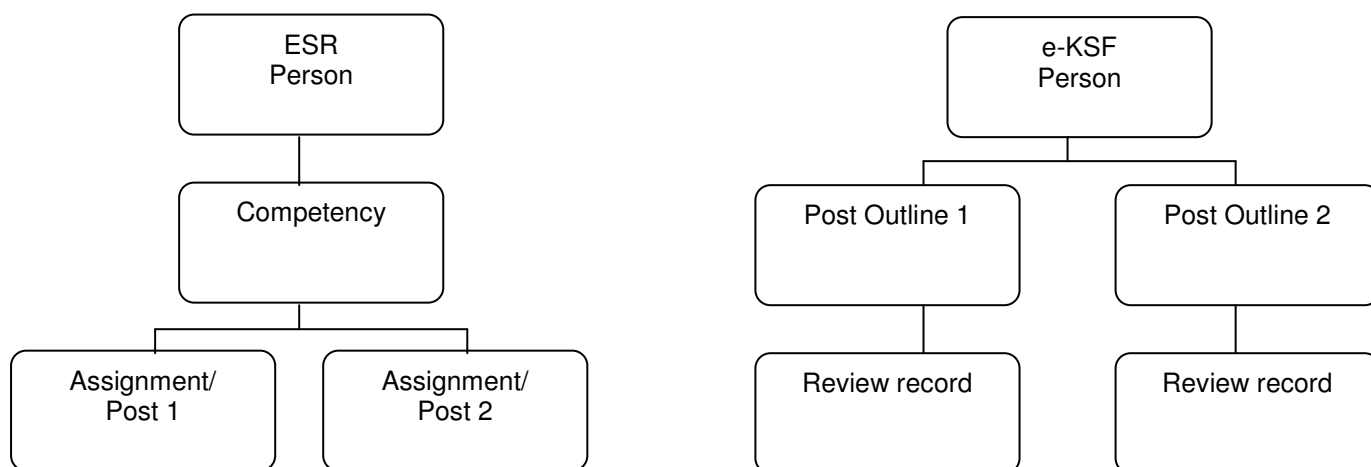 ESR
Person
Competency
Assignment/
Post 1
Assignment/
Post 2
e-KSF
Person
Post Outline 1
Post Outline 2
Review record
Review record